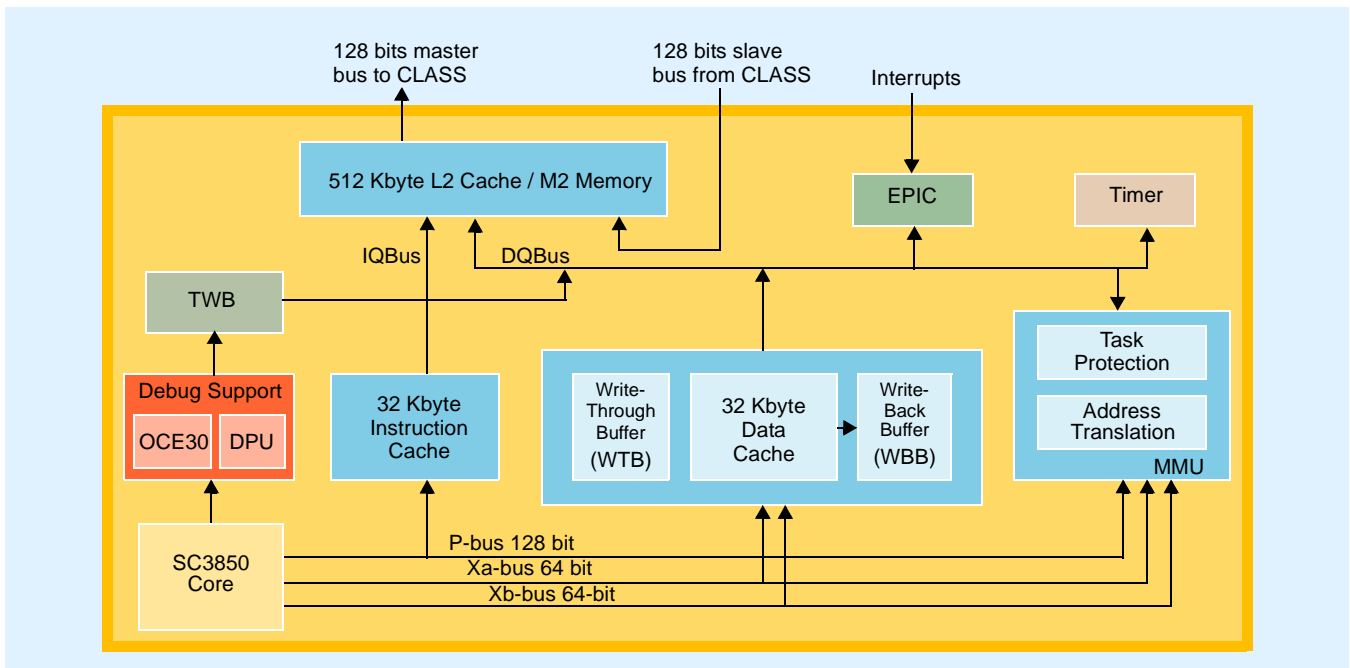 128 bits master
bus to CLASS
128 bits slave
bus from CLASS
Interrupts
512 Kbyte L2 Cache / M2 Memory
EPIC
Timer
IQBus
DQBus
TWB
Task
Protection
Address
Translation
MMU
Debug Support
OCE30
DPU
32 Kbyte
Instruction
Cache
Write-
Through
Buffer
(WTB)
32 Kbyte
Data
Cache
Write-
Back
Buffer
(WBB)
SC3850
Core
P-bus 128 bit
Xa-bus 64 bit
Xb-bus 64-bit